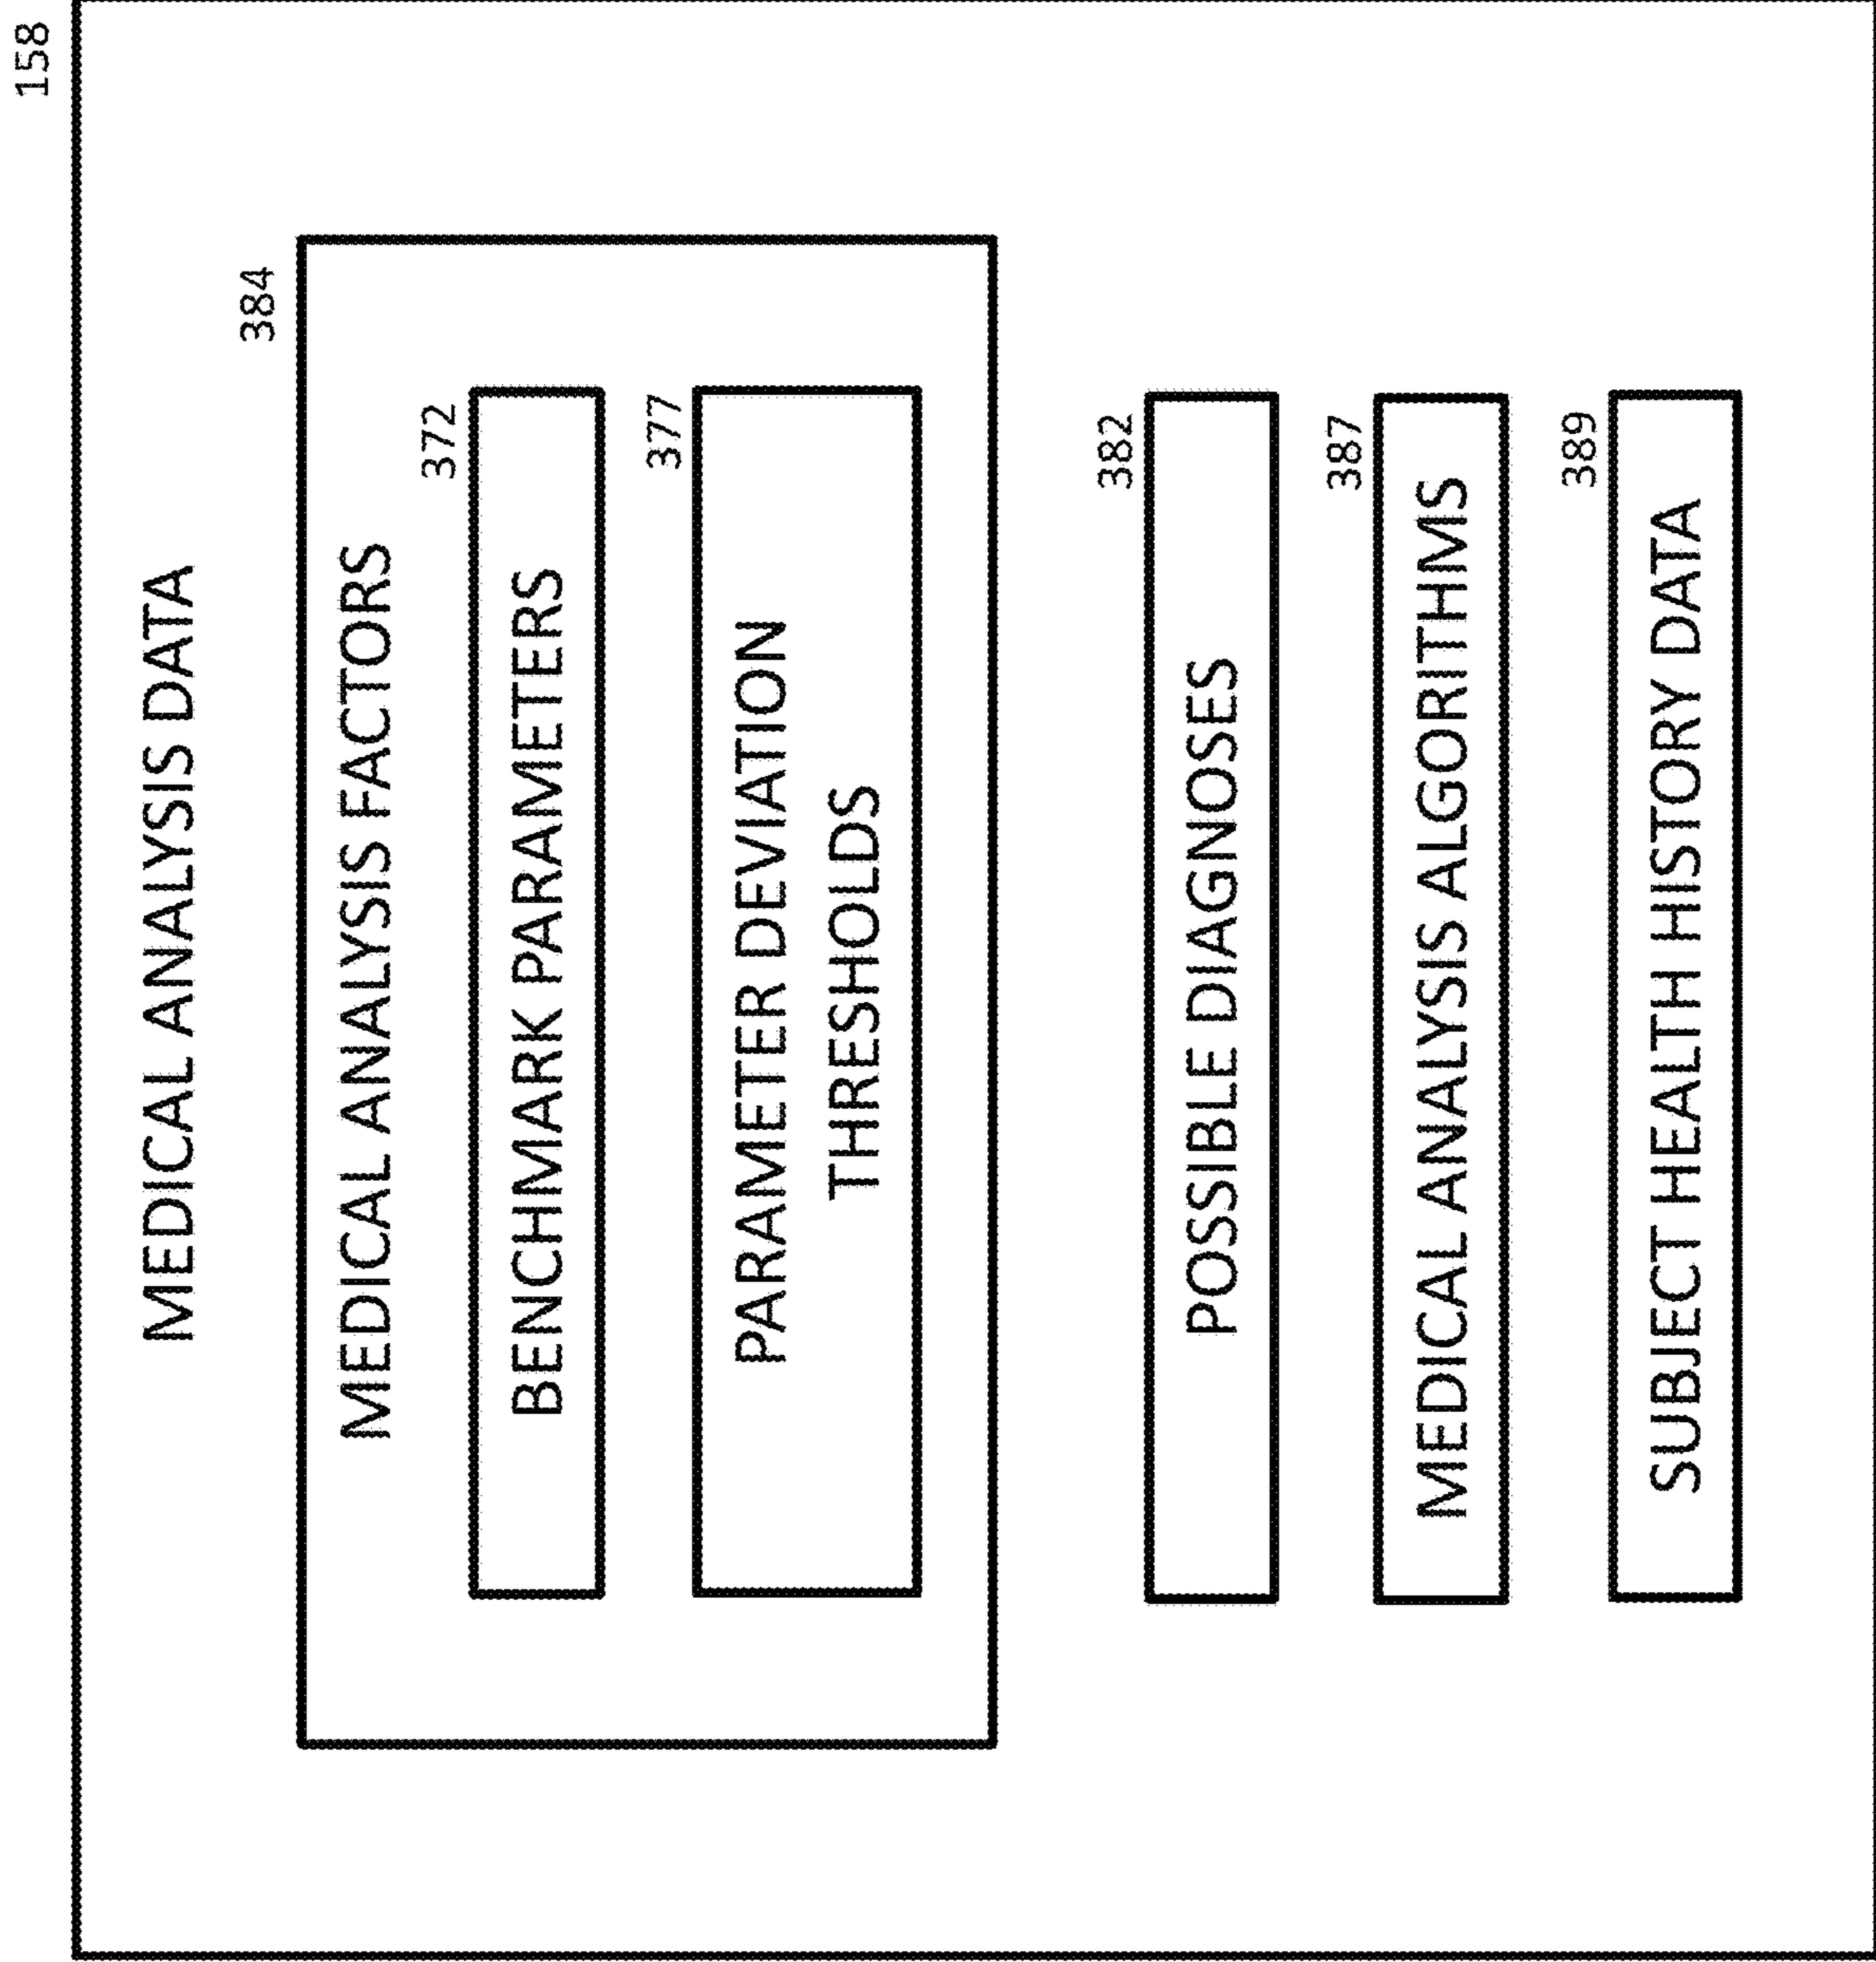 158
MEDICAL ANALYSIS DATA
384
MEDICAL ANALYSIS FACTORS
372
BENCHMARK PARAMETERS
377
PARAMETER DEVIATION
THRESHOLDS
382
POSSIBLE DIAGNOSES
387
MEDICAL ANALYSIS ALGORITHMS
389
SUBJECT HEALTH HISTORY DATA